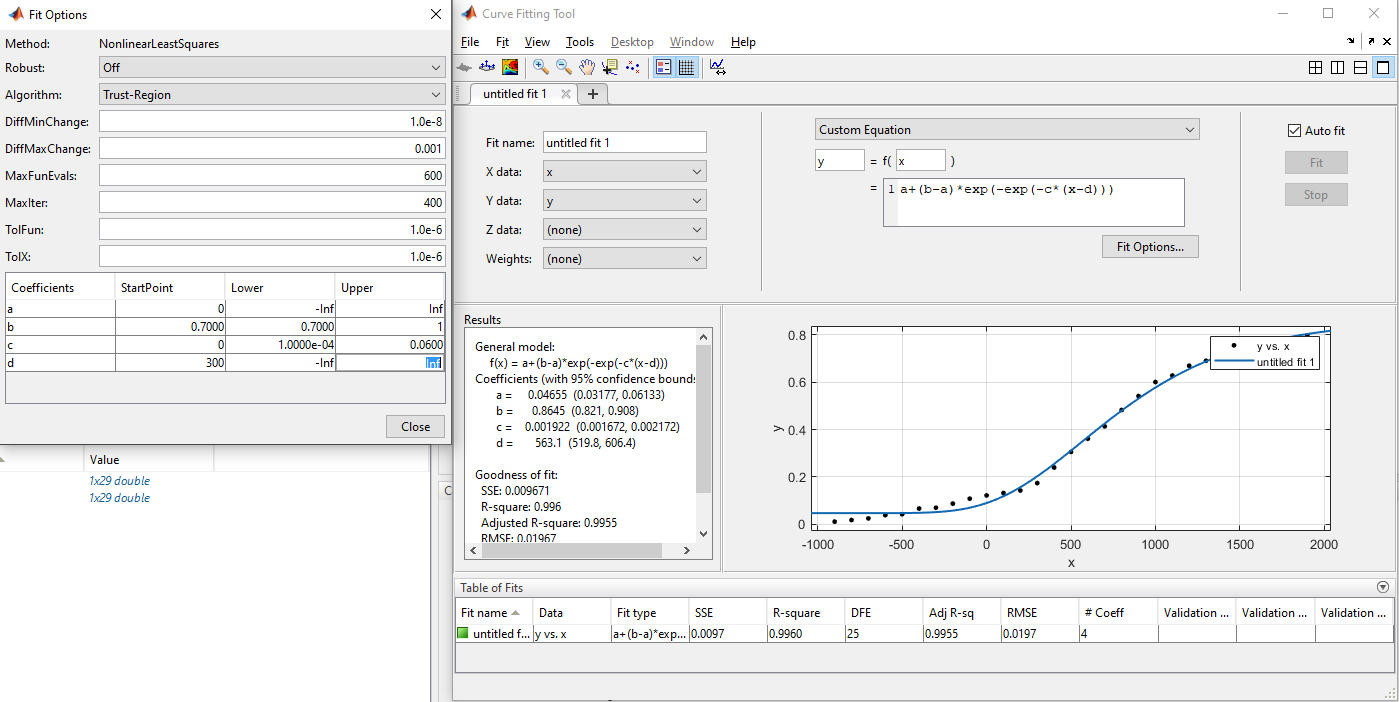 Fit Options
Method: NonlinearLeastSquares
Robust: Off
Algorithm: Trust-Region
DiffMinChange: 1.0e-8
DiffMaxChange: 0.001
MaxFunEvals: 600
MaxIter: 400
TolFun: 1.0e-6
TolX: 1.0e-6
Coefficients StartPoint Lower Upper
a 0 -Inf Inf
b 0.7000 0.7000 1
c 0 1.0000e-04 0.0600
d 300 -Inf Inf
Close
Value
1x29 double
1x29 double
C
Curve Fitting Tool
File Fit View Tools Desktop Window Help
untitled fit 1
Fit name: untitled fit 1
X data: x
Y data: y
Z data: (none)
Weights: (none)
Custom Equation
y = f( x )
= 1 a+(b-a)*exp(-exp(-c*(x-d)))
Fit Options...
Auto fit
Fit
Stop
Results
General model:
f(x) = a+(b-a)*exp(-exp(-c*(x-d)))
Coefficients (with 95% confidence bounds
a = 0.04655 (0.03177, 0.06133)
b = 0.8645 (0.821, 0.908)
c = 0.001922 (0.001672, 0.002172)
d = 563.1 (519.8, 606.4)
Goodness of fit:
SSE: 0.009671
R-square: 0.996
Adjusted R-square: 0.9955
RMSE: 0.01967
y vs. x
untitled fit 1
0.8
0.6
0.4
0.2
0
y
-1000 -500 0 500 1000 1500 2000
x
Table of Fits
Fit name Data Fit type SSE R-square DFE Adj R-sq RMSE # Coeff Validation ... Validation ... Validation ...
untitled f... y vs. x a+(b-a)*exp... 0.0097 0.9960 25 0.9955 0.0197 4